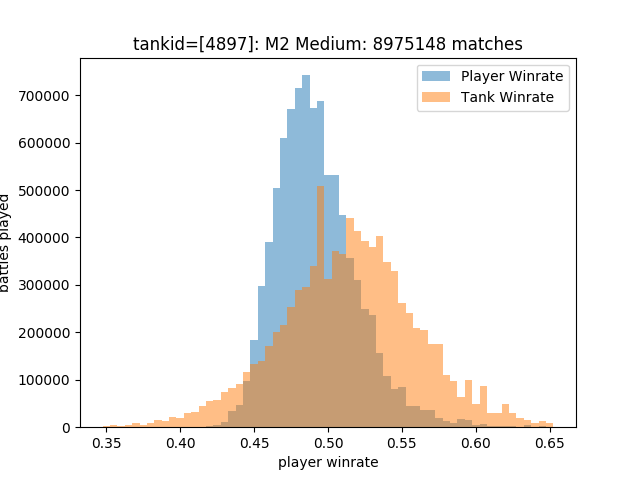 tankid=[4897]: M2 Medium: 8975148 matches
Player Winrate
Tank Winrate
700000
600000
500000
400000
300000
200000
100000
0
battles played
0.35 0.40 0.45 0.50 0.55 0.60 0.65
player winrate